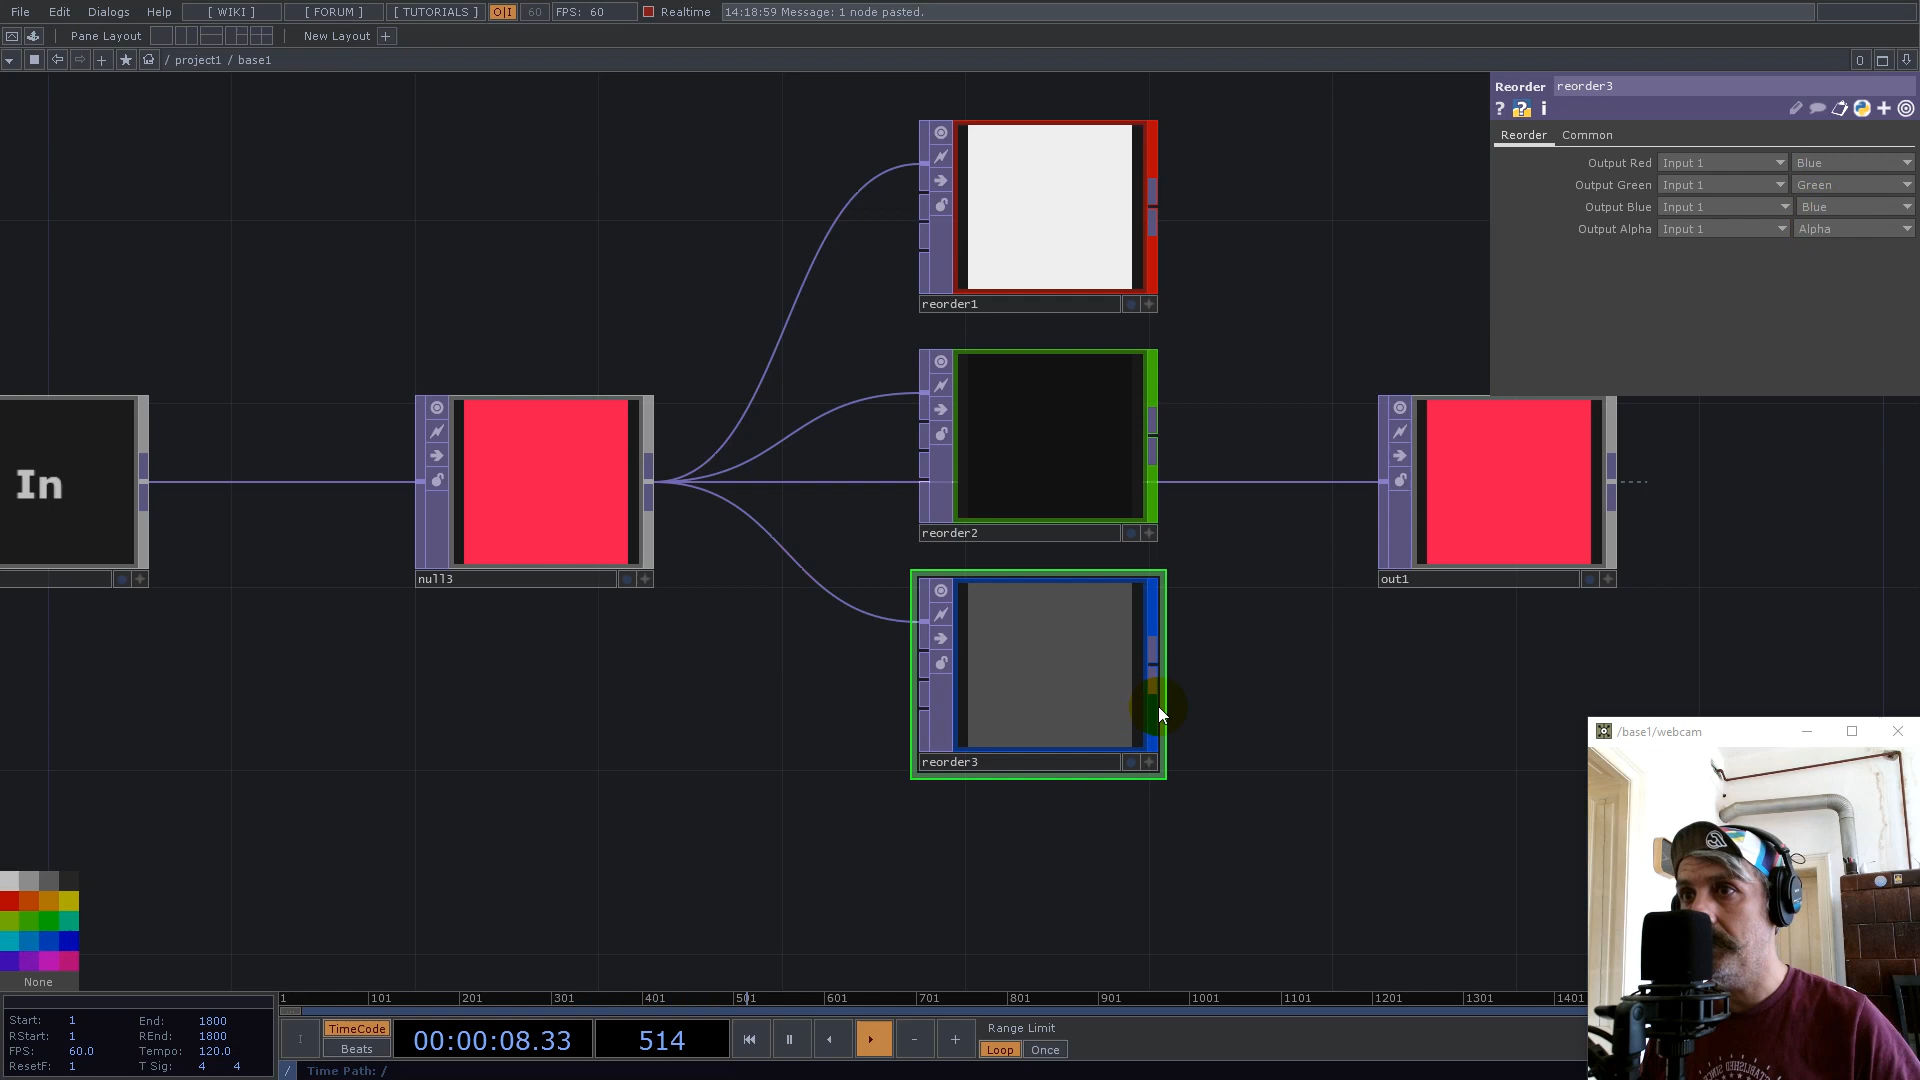 File Edit Dialogs Help [ WIKI ] [ FORUM ] [ TUTORIALS ] O|I 60 FPS: 60 Realtime 14:18:59 Message: 1 node pasted.
Pane Layout New Layout +
/ project1 / base1 0
Reorder reorder3
? ? i
Reorder Common
Output Red Input 1 Blue
Output Green Input 1 Green
Output Blue Input 1 Blue
Output Alpha Input 1 Alpha
reorder1
reorder2
In
null3
out1
reorder3
/base1/webcam
None
1 101 201 301 401 501 601 701 801 901 1001 1101 1201 1301 1401
Start: 1 End: 1800
RStart: 1 REnd: 1800
FPS: 60.0 Tempo: 120.0
ResetF: 1 T Sig: 4 4
I TimeCode Beats 00:00:08.33 514 - + Range Limit
Loop Once
/ Time Path: /